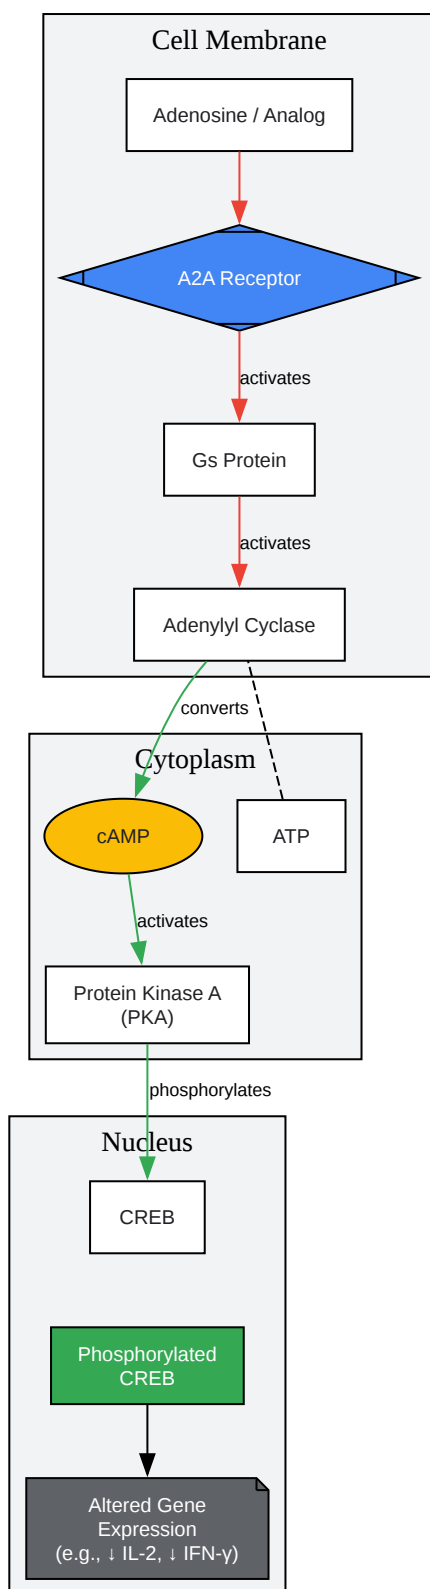 Cell Membrane
Adenosine / Analog
A2A Receptor
activates
Gs Protein
activates
Adenylyl Cyclase
converts
Cytoplasm
cAMP
ATP
activates
Protein Kinase A
(PKA)
phosphorylates
Nucleus
CREB
Phosphorylated
CREB
Altered Gene
Expression
(e.g., ↓ IL-2, ↓ IFN-γ)